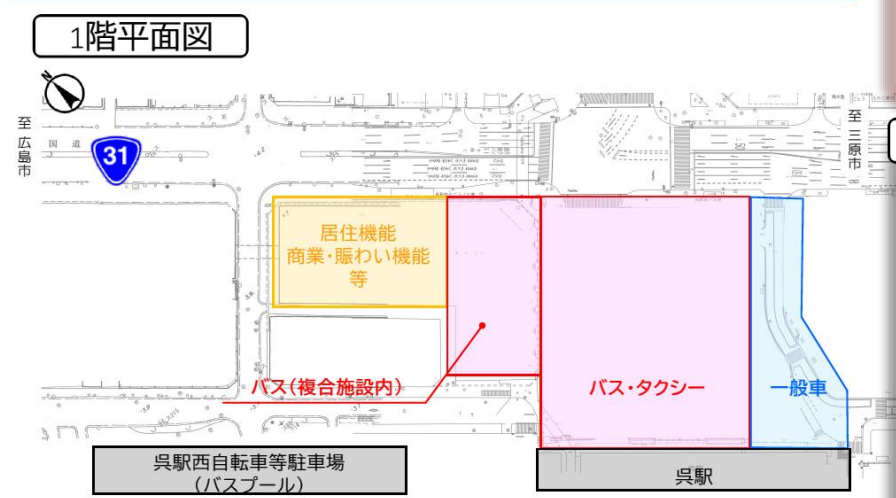 1階平面図
N
至 広島市
国道
31
至 三原市
居住機能
商業・賑わい機能
等
バス(複合施設内)
バス・タクシー
一般車
呉駅西自転車等駐車場
(バスプール)
呉駅